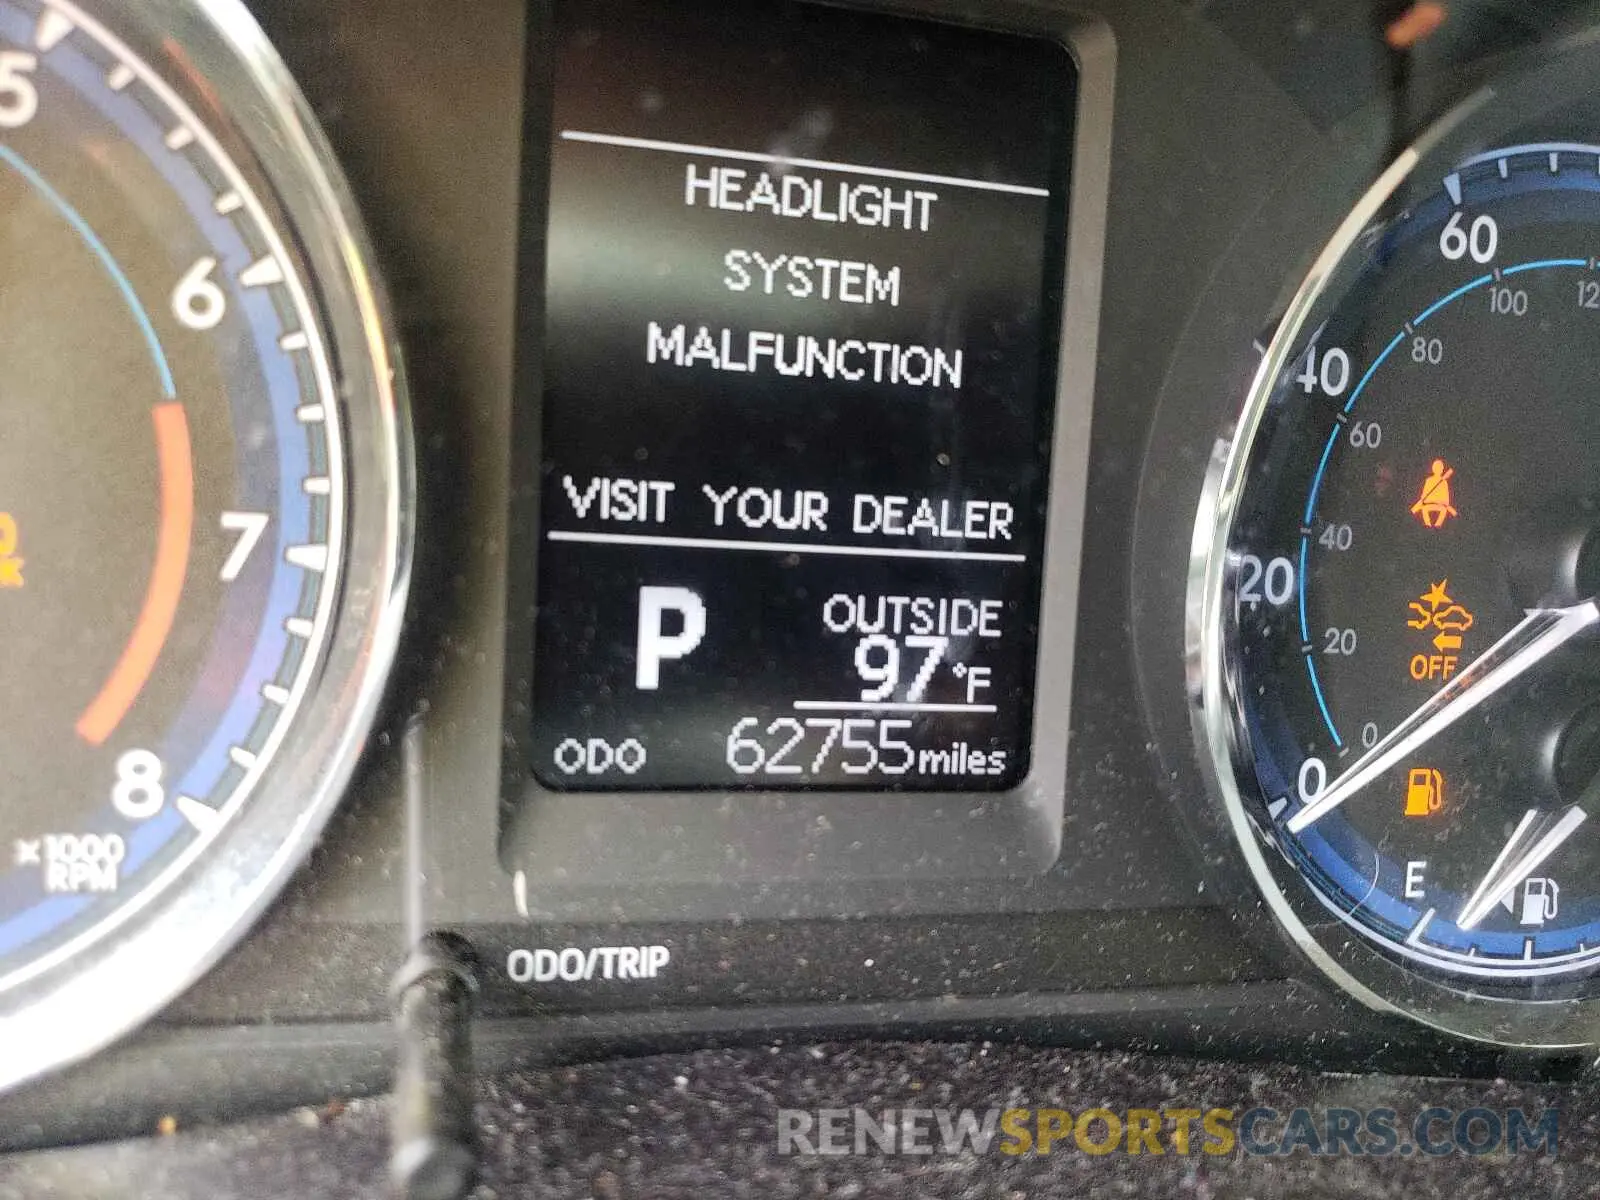 5
6
7
8
x1000
RPM
HEADLIGHT
SYSTEM
MALFUNCTION
VISIT YOUR DEALER
P
OUTSIDE
97°F
ODO 62755 miles
ODO/TRIP
60
100
40
80
60
20
40
20
0
0
OFF
E
RENEWSPORTSCARS.COM